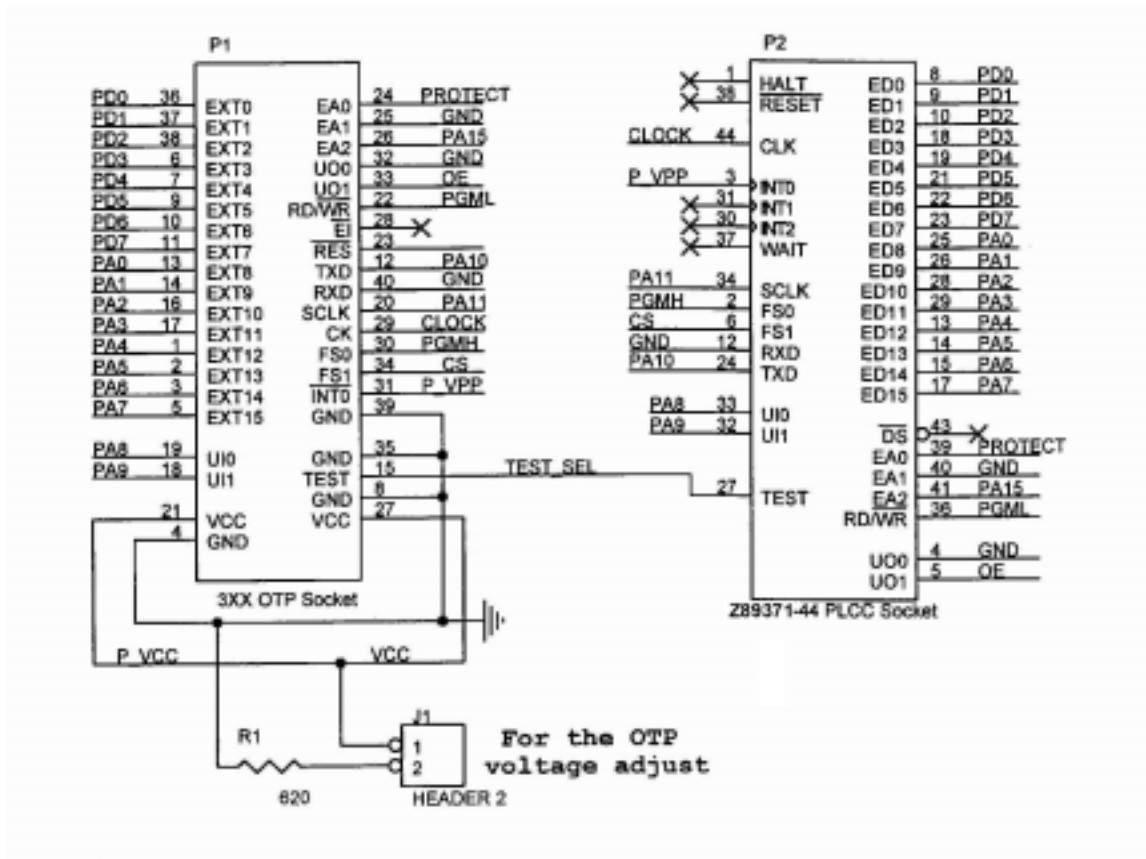 P1
PD0 36 EXT0 EA0 24 PROTECT
PD1 37 EXT1 EA1 25 GND
PD2 38 EXT2 EA2 26 PA15
PD3 6 EXT3 UO0 32 GND
PD4 7 EXT4 UO1 33 OE
PD5 9 EXT5 RD/WR 22 PGML
PD6 10 EXT6 EI 28
PD7 11 EXT7 RES 23
PA0 13 EXT8 TXD 12 PA10
PA1 14 EXT9 RXD 40 GND
PA2 16 EXT10 SCLK 20 PA11
PA3 17 EXT11 CK 29 CLOCK
PA4 1 EXT12 FS0 30 PGMH
PA5 2 EXT13 FS1 34 CS
PA6 3 EXT14 INT0 31 P_VPP
PA7 5 EXT15 GND 39
PA8 19 UI0 GND 35
PA9 18 UI1 TEST 15 TEST_SEL
GND 8
21 VCC VCC 27
4 GND
3XX OTP Socket
P_VCC VCC
R1
620
J1
1
2
HEADER 2
For the OTP
voltage adjust
P2
1 HALT ED0 8 PD0
38 RESET ED1 9 PD1
ED2 10 PD2
CLOCK 44 CLK ED3 18 PD3
ED4 19 PD4
P_VPP 3 INT0 ED5 21 PD5
31 INT1 ED6 22 PD6
30 INT2 ED7 23 PD7
37 WAIT ED8 25 PA0
ED9 26 PA1
PA11 34 SCLK ED10 28 PA2
PGMH 2 FS0 ED11 29 PA3
CS 6 FS1 ED12 13 PA4
GND 12 RXD ED13 14 PA5
PA10 24 TXD ED14 15 PA6
ED15 17 PA7
PA8 33 UI0
PA9 32 UI1 DS 43
EA0 39 PROTECT
EA1 40 GND
27 TEST EA2 41 PA15
RD/WR 36 PGML
UO0 4 GND
UO1 5 OE
Z89371-44 PLCC Socket